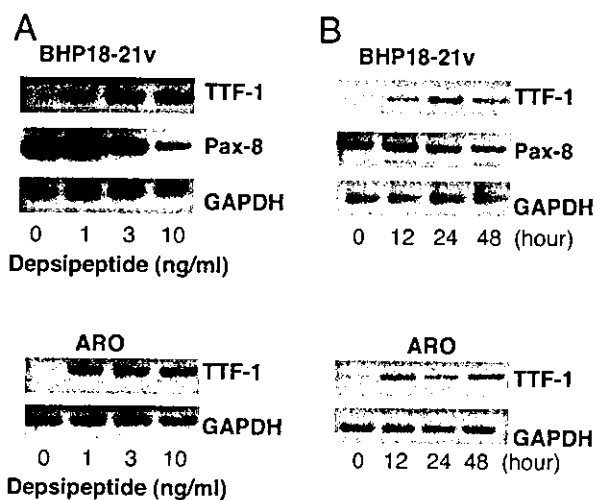 A
BHP18-21v
TTF-1
Pax-8
GAPDH
0 1 3 10
Depsipeptide (ng/ml)
ARO
TTF-1
GAPDH
0 1 3 10
Depsipeptide (ng/ml)
B
BHP18-21v
TTF-1
Pax-8
GAPDH
0 12 24 48 (hour)
ARO
TTF-1
GAPDH
0 12 24 48 (hour)